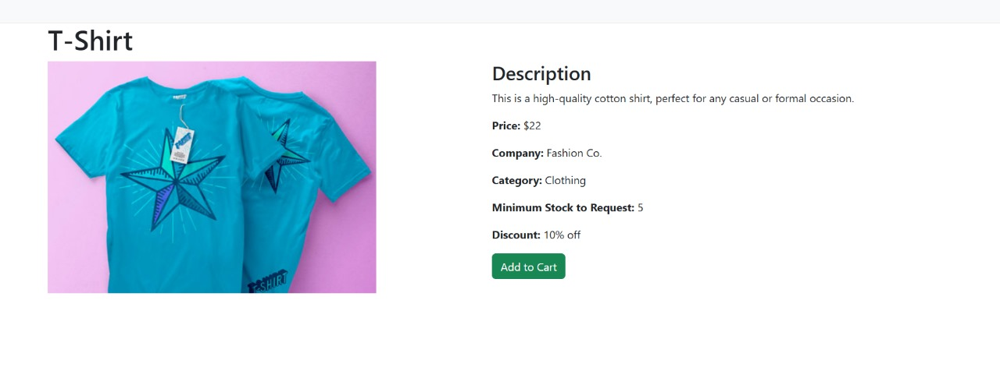 T-Shirt
Description
This is a high-quality cotton shirt, perfect for any casual or formal occasion.
Price: $22
Company: Fashion Co.
Category: Clothing
Minimum Stock to Request: 5
Discount: 10% off
Add to Cart
T-SHIRT